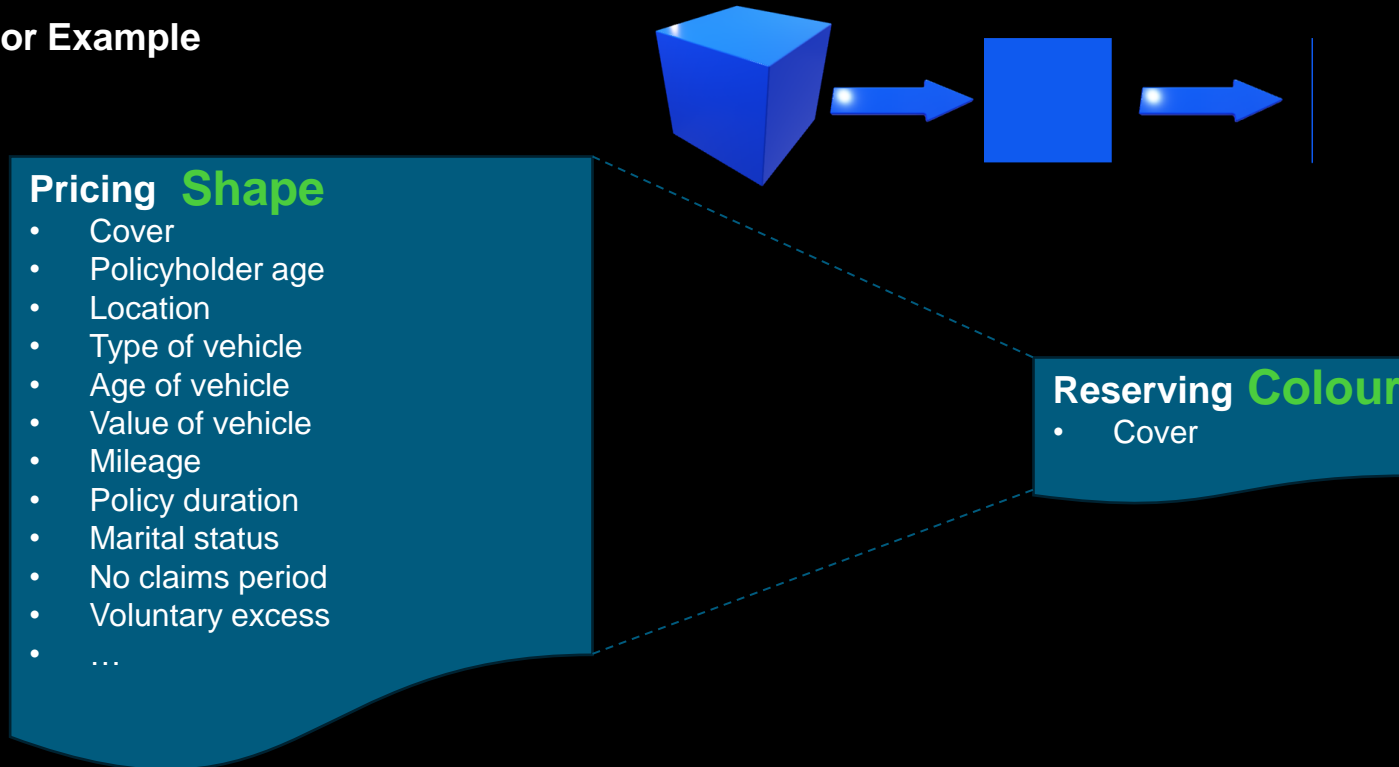 or Example
Pricing Shape
• Cover
• Policyholder age
• Location
• Type of vehicle
• Age of vehicle
• Value of vehicle
• Mileage
• Policy duration
• Marital status
• No claims period
• Voluntary excess
• …
Reserving Colour
• Cover